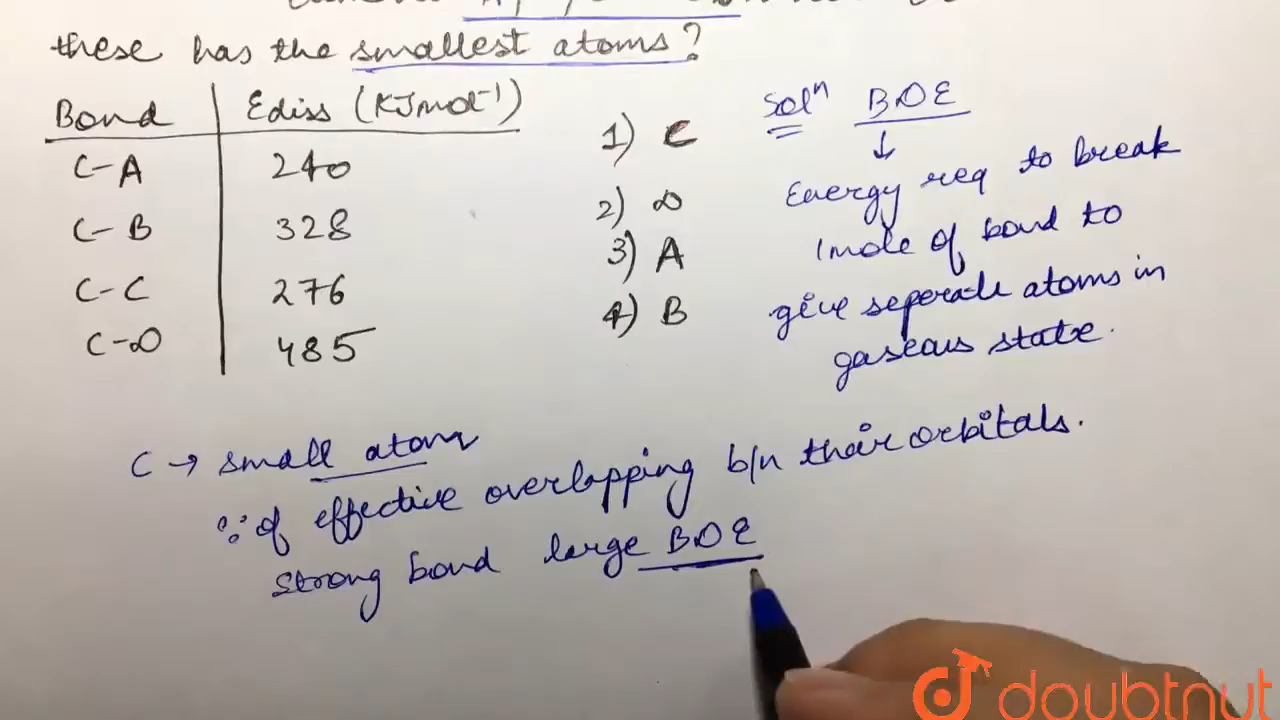 these has the smallest atoms?
Bond Ediss (KJmol-1)
C-A 240
C-B 328
C-C 276
C-D 485
1) C
2) D
3) A
4) B
Solⁿ BDE
↓
Energy req to break
1mole of bond to
give seperate atoms in
gaseous state.
C → small atom
∵ of effective overlapping b/n their orbitals.
strong bond large BDE
doubtnut